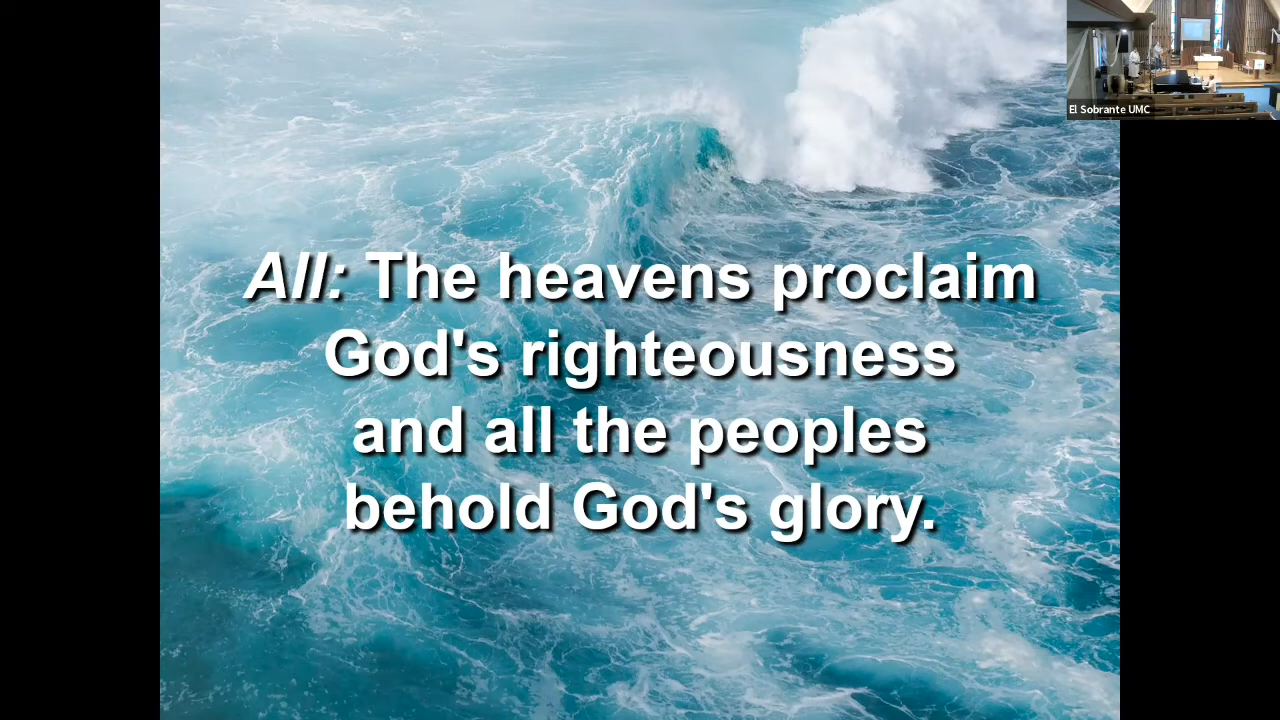 El Sobrante UMC
All: The heavens proclaim
God's righteousness
and all the peoples
behold God's glory.